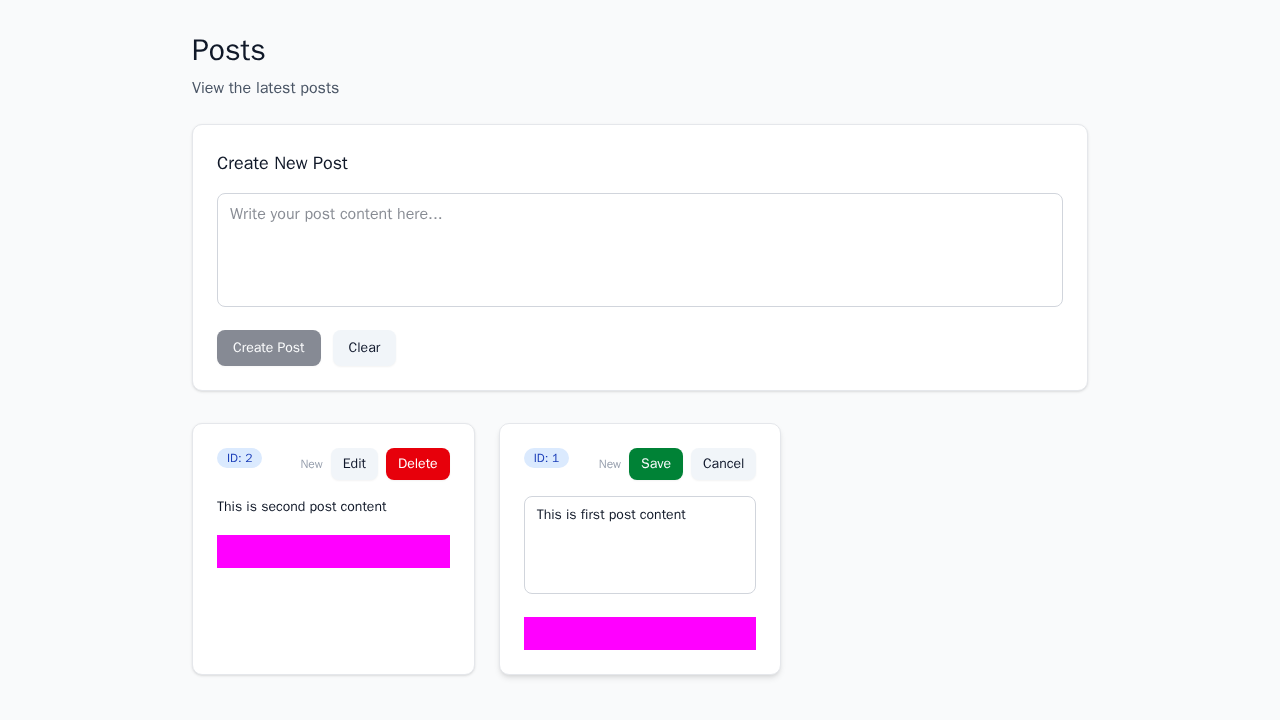 Posts
View the latest posts
Create New Post
Write your post content here...
Create Post Clear
ID: 2 New Edit Delete
This is second post content
ID: 1 New Save Cancel
This is first post content